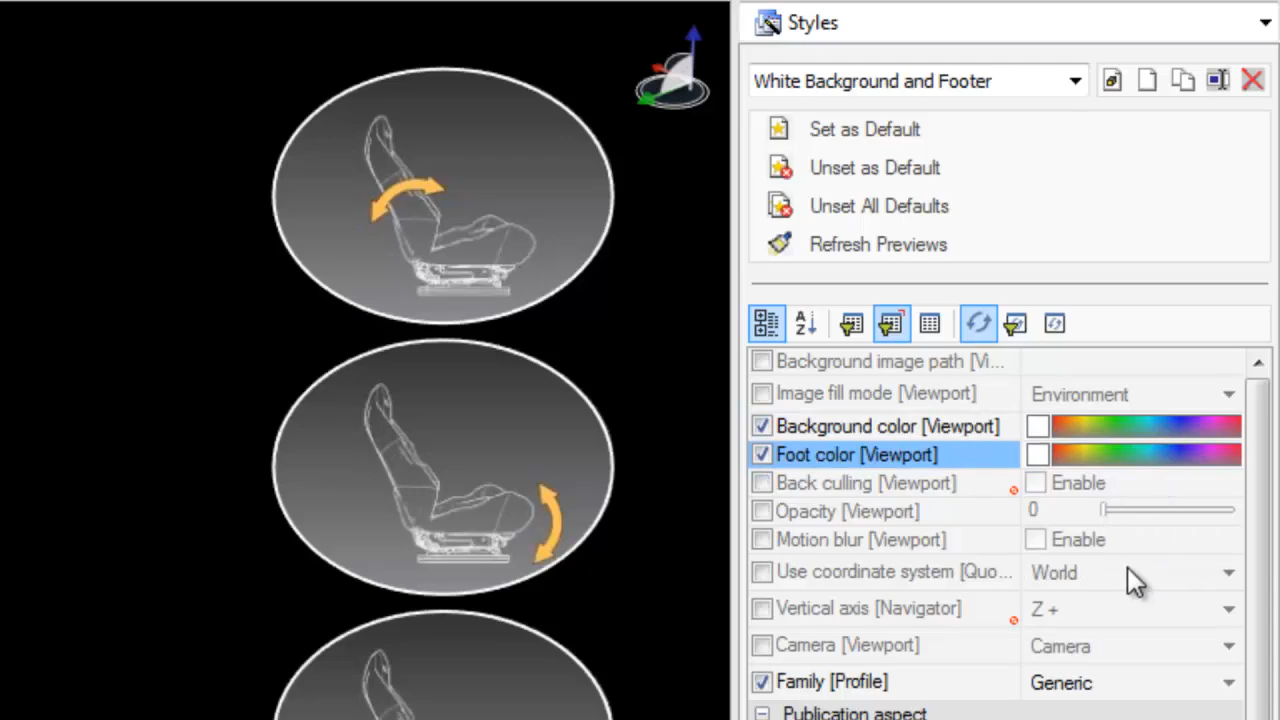 Styles
White Background and Footer
Set as Default
Unset as Default
Unset All Defaults
Refresh Previews
A
Z
Background image path [Vi...
Image fill mode [Viewport] Environment
Background color [Viewport]
Foot color [Viewport]
Back culling [Viewport] Enable
Opacity [Viewport] 0
Motion blur [Viewport] Enable
Use coordinate system [Quo... World
Vertical axis [Navigator] Z +
Camera [Viewport] Camera
Family [Profile] Generic
Publication aspect